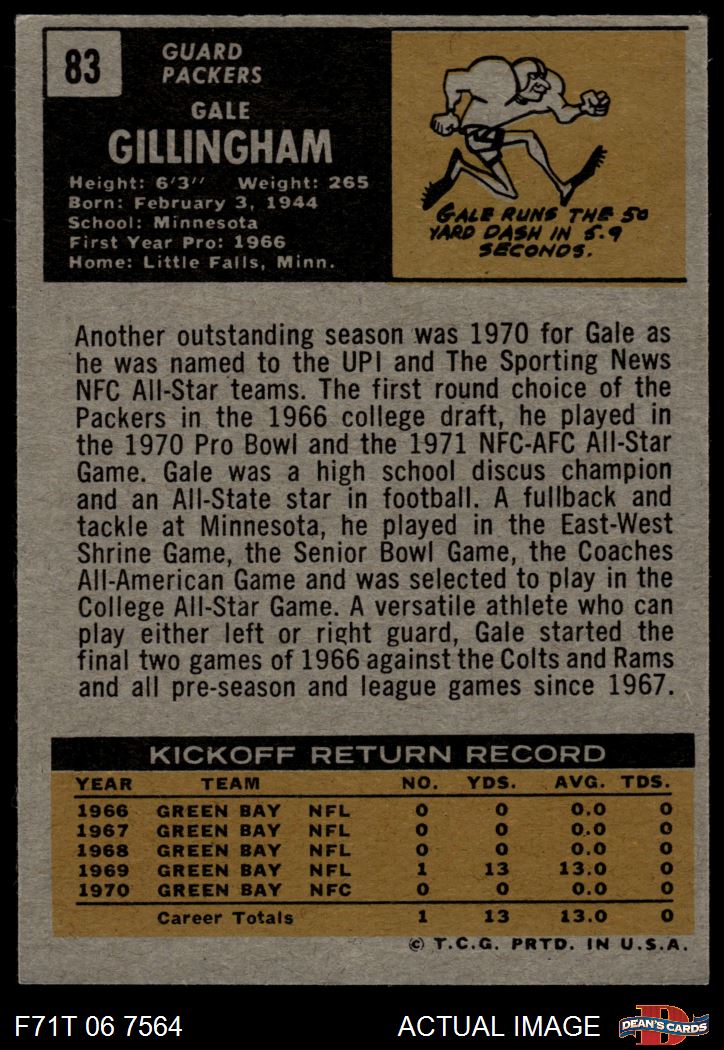 83
GUARD
PACKERS
GALE
GILLINGHAM
Height: 6'3'' Weight: 265
Born: February 3, 1944
School: Minnesota
First Year Pro: 1966
Home: Little Falls, Minn.
GALE RUNS THE 50
YARD DASH IN 5.9
SECONDS.
Another outstanding season was 1970 for Gale as
he was named to the UPI and The Sporting News
NFC All-Star teams. The first round choice of the
Packers in the 1966 college draft, he played in
the 1970 Pro Bowl and the 1971 NFC-AFC All-Star
Game. Gale was a high school discus champion
and an All-State star in football. A fullback and
tackle at Minnesota, he played in the East-West
Shrine Game, the Senior Bowl Game, the Coaches
All-American Game and was selected to play in the
College All-Star Game. A versatile athlete who can
play either left or right guard, Gale started the
final two games of 1966 against the Colts and Rams
and all pre-season and league games since 1967.
KICKOFF RETURN RECORD
YEAR TEAM NO. YDS. AVG. TDS.
1966 GREEN BAY NFL 0 0 0.0 0
1967 GREEN BAY NFL 0 0 0.0 0
1968 GREEN BAY NFL 0 0 0.0 0
1969 GREEN BAY NFL 1 13 13.0 0
1970 GREEN BAY NFC 0 0 0.0 0
Career Totals 1 13 13.0 0
© T.C.G. PRTD. IN U.S.A.
F71T 06 7564 ACTUAL IMAGE
D
DEAN'S CARDS